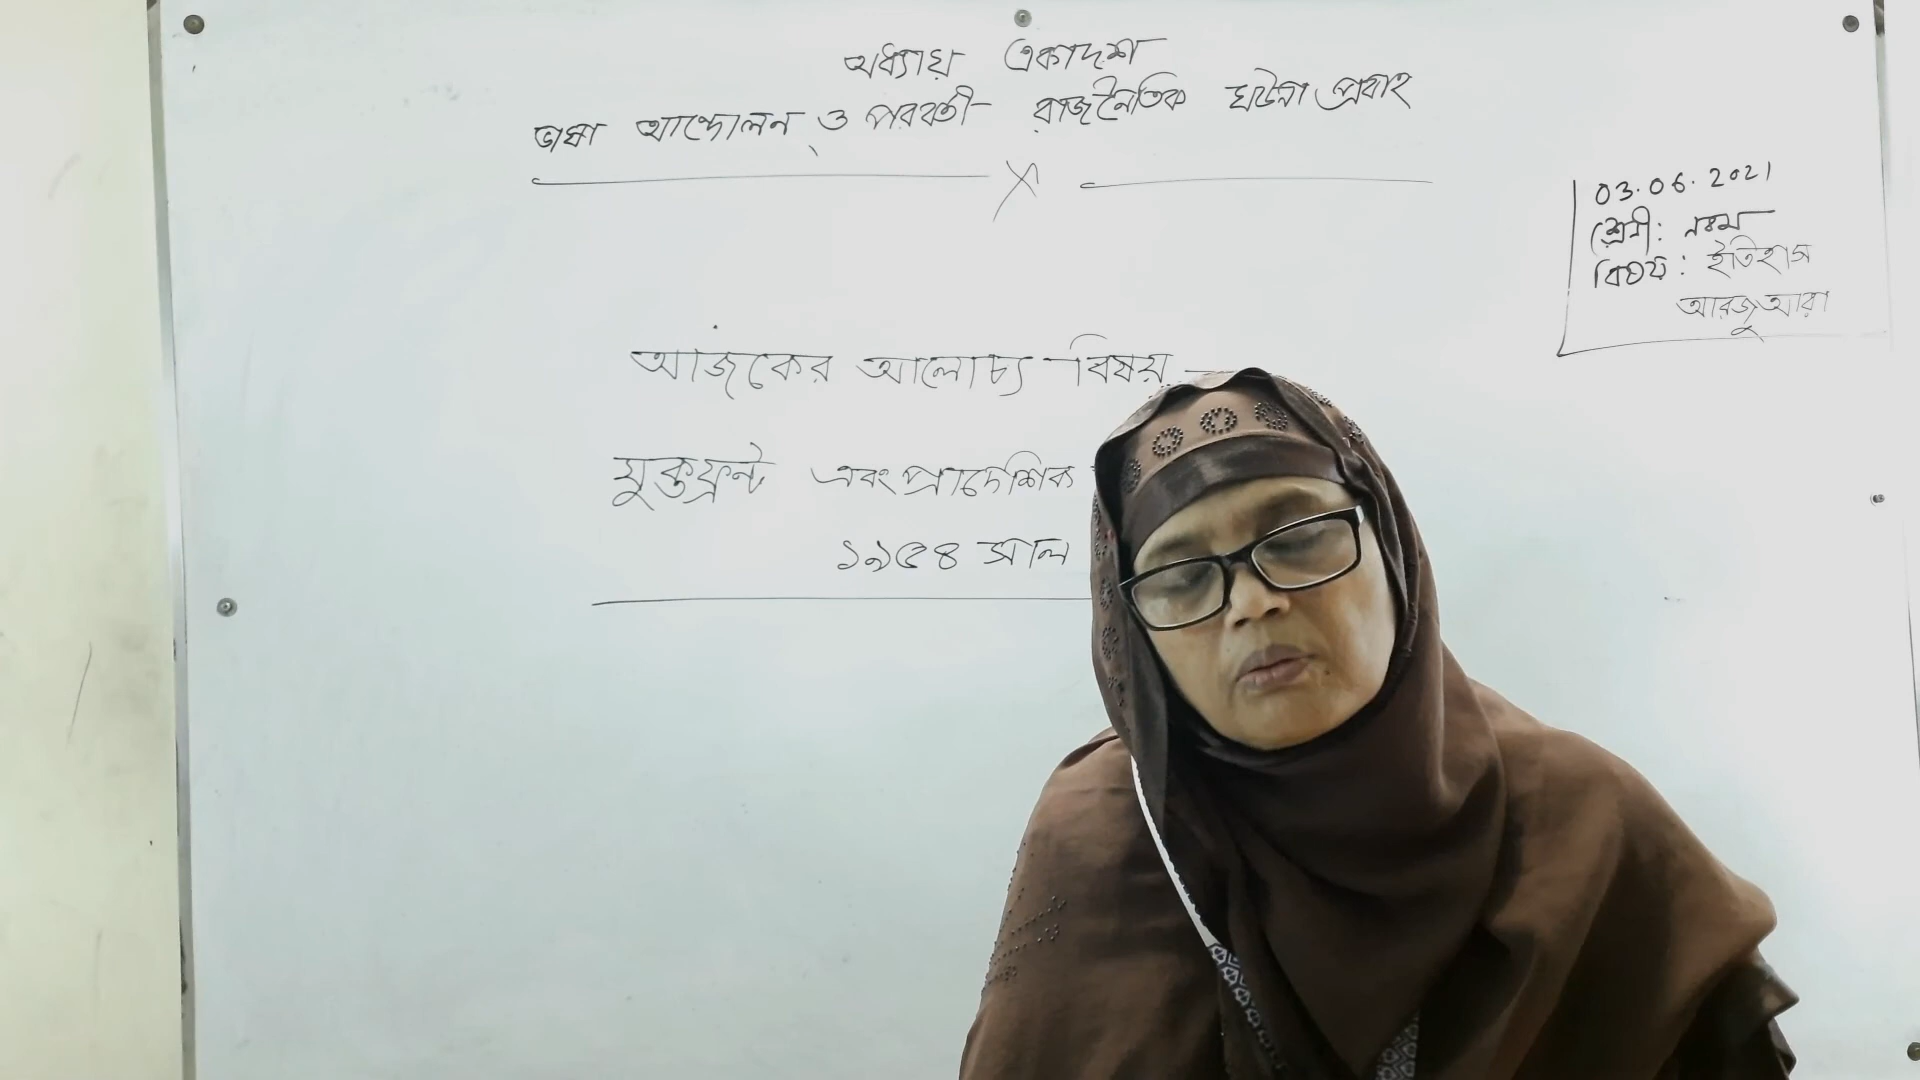 অধ্যায় একাদশ
ভাষা আন্দোলন ও পরবর্তী রাজনৈতিক ঘটনা প্রবাহ
03.06.2021
শ্রেণী: নবম
বিষয়: ইতিহাস
আরজু আরা
আজকের আলোচ্য বিষয় —
যুক্তফ্রন্ট এবং প্রাদেশিক
১৯৫৪ সাল